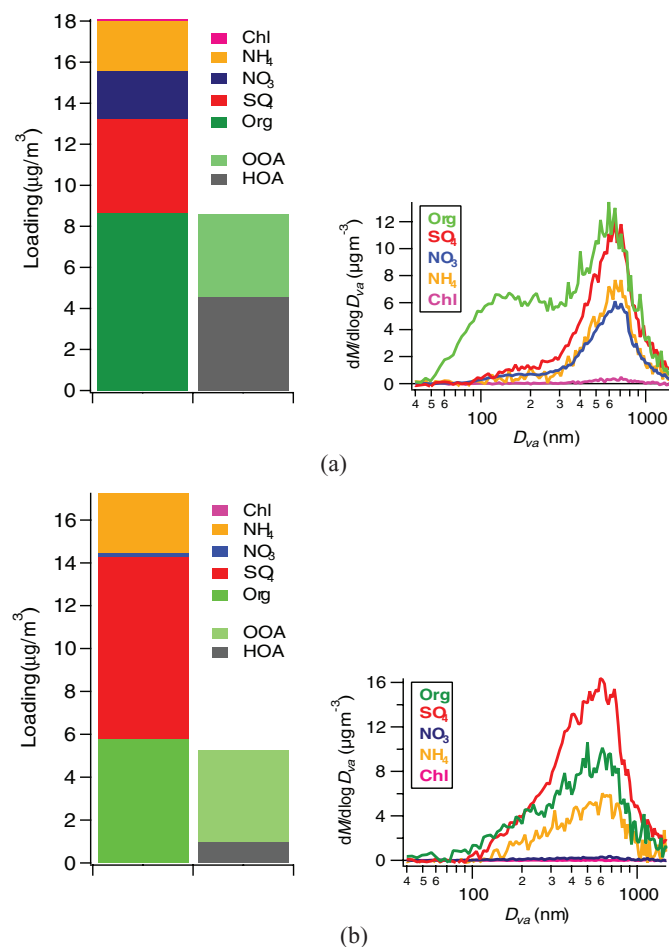 18
16
14
12
10
8
6
4
2
0
Loading (μg/m³)
Chl
NH₄
NO₃
SO₄
Org
OOA
HOA
12
10
8
6
4
2
0
dM/dlog Dva (μgm⁻³)
Org
SO₄
NO₃
NH₄
Chl
4 5 6 100 2 3 4 5 6 1000
Dva (nm)
(a)
16
14
12
10
8
6
4
2
0
Loading (μg/m³)
Chl
NH₄
NO₃
SO₄
Org
OOA
HOA
16
12
8
4
0
dM/dlog Dva (μgm⁻³)
Org
SO₄
NO₃
NH₄
Chl
4 5 6 100 2 3 4 5 6 1000
Dva (nm)
(b)